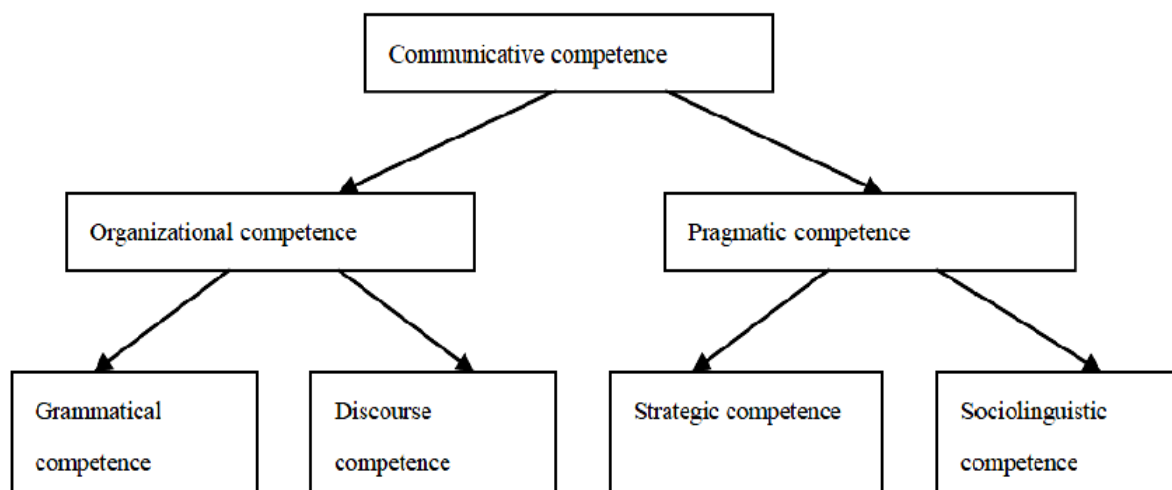 Communicative competence
Organizational competence
Pragmatic competence
Grammatical
competence
Discourse
competence
Strategic competence
Sociolinguistic
competence